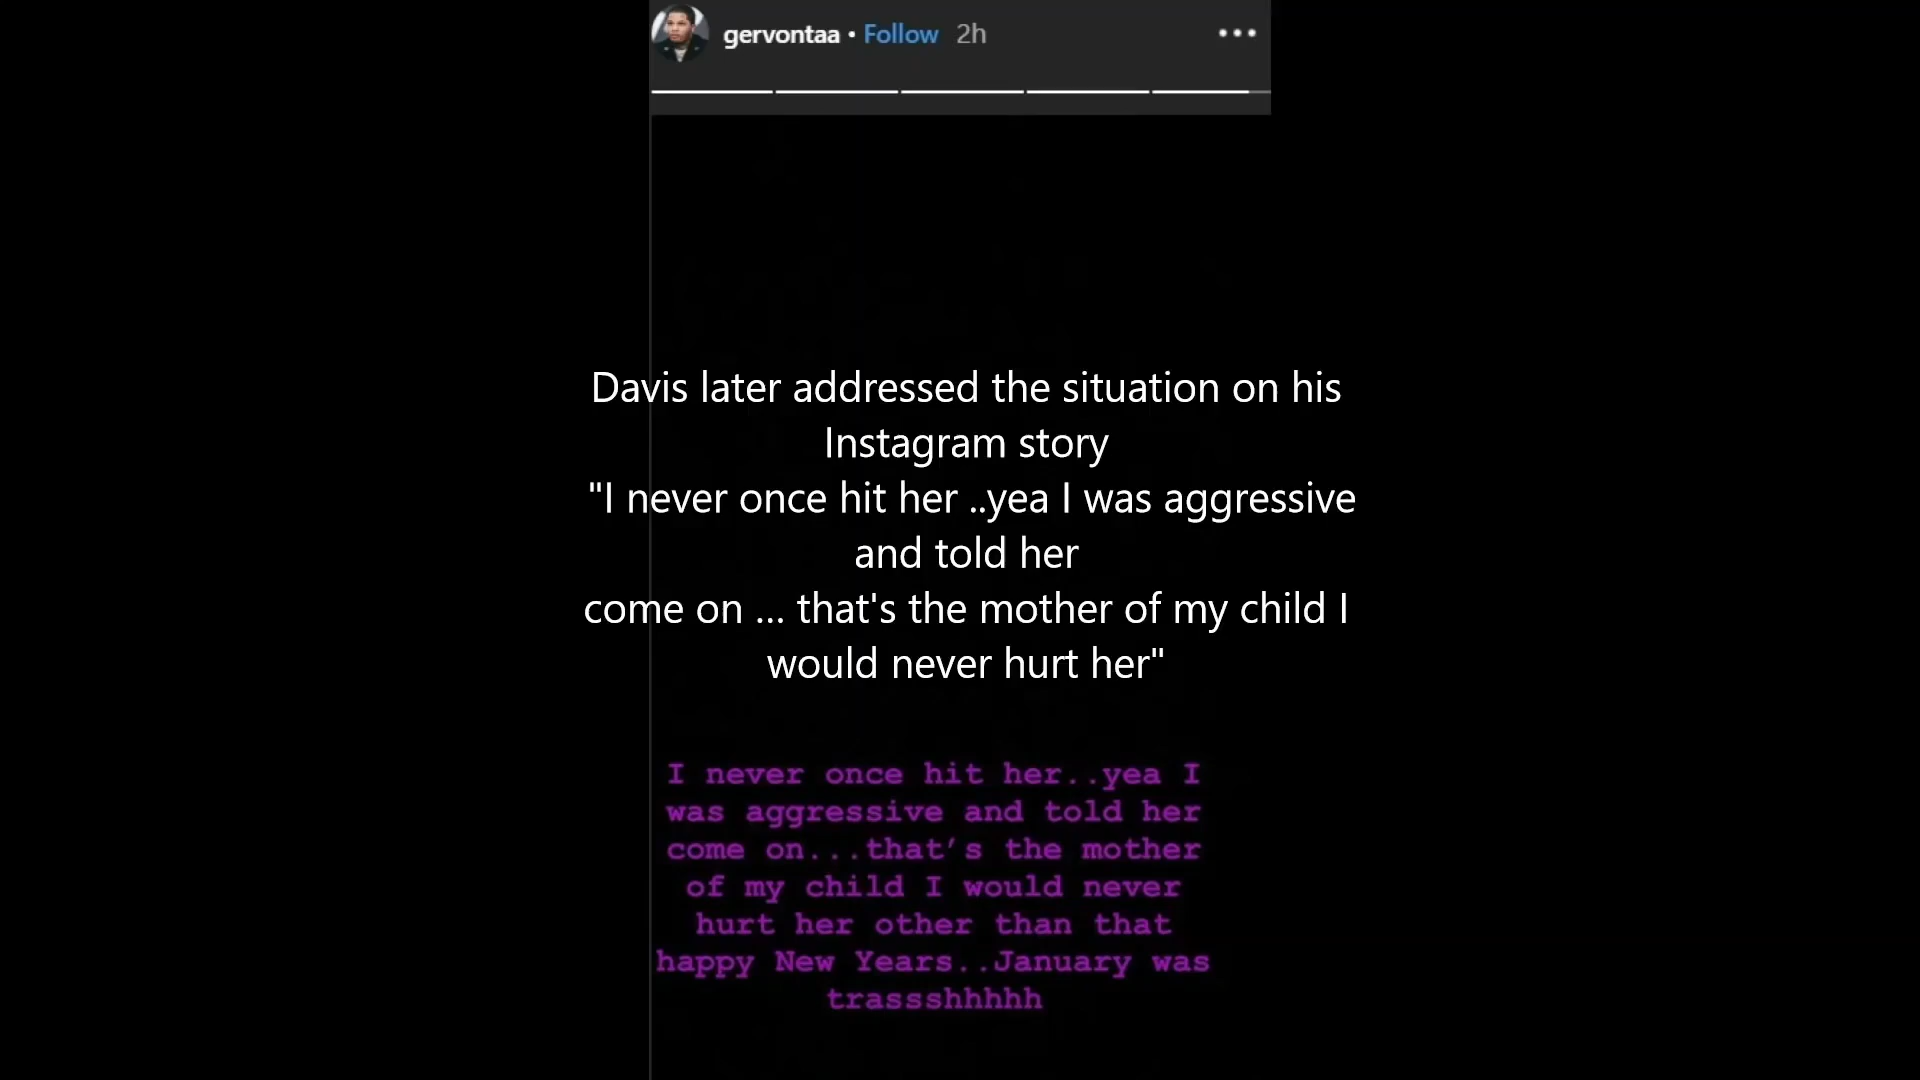 gervontaa • Follow 2h
Davis later addressed the situation on his
Instagram story
"I never once hit her ..yea I was aggressive
and told her
come on ... that's the mother of my child I
would never hurt her"
I never once hit her..yea I
was aggressive and told her
come on...that's the mother
of my child I would never
hurt her other than that
happy New Years..January was
trassshhhhh